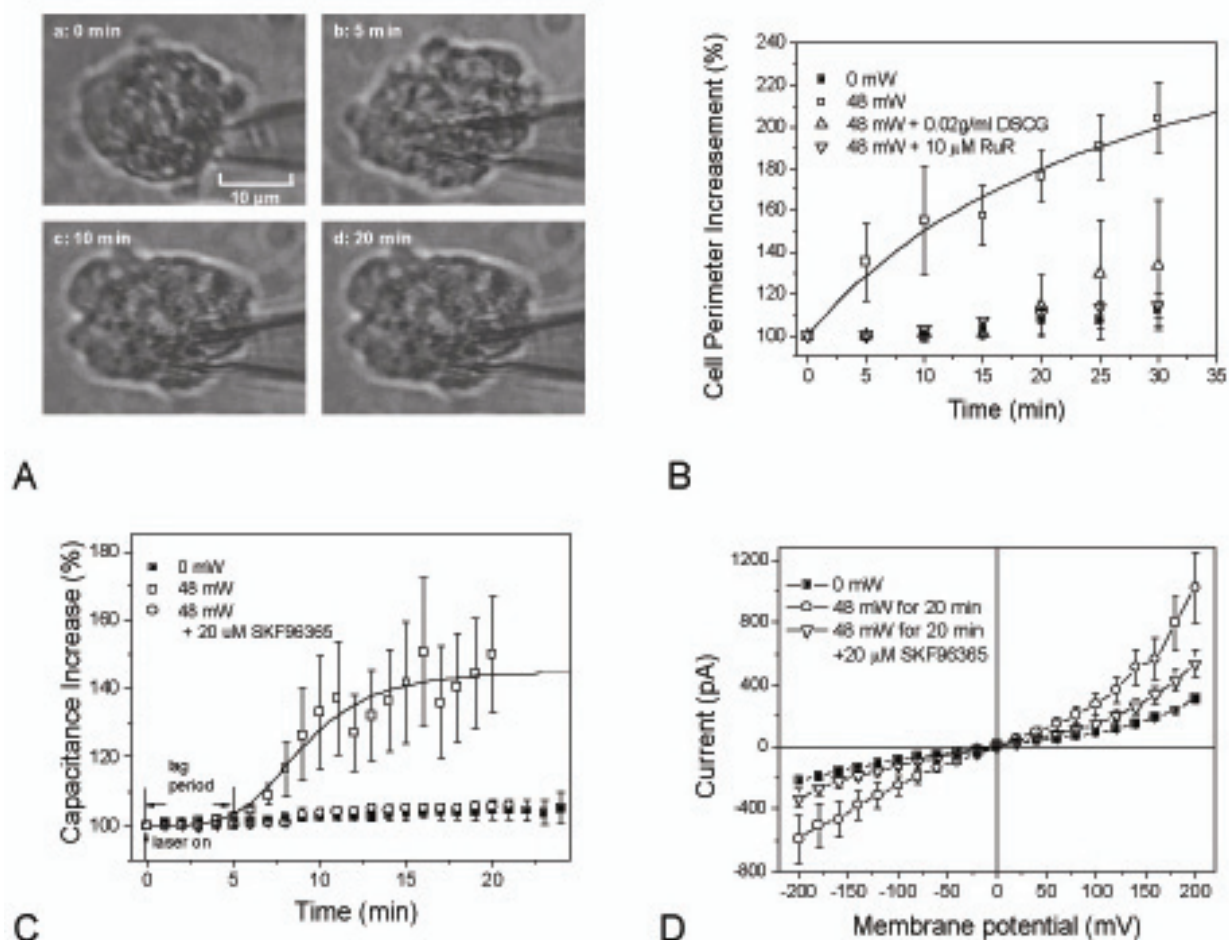 a: 0 min
b: 5 min
10 µm
c: 10 min
d: 20 min
A
Cell Perimeter Increasement (%)
240
220
200
180
160
140
120
100
0 mW
48 mW
48 mW + 0.02g/ml DSCG
48 mW + 10 µM RuR
0 5 10 15 20 25 30 35
Time (min)
B
Capacitance Increase (%)
180
160
140
120
100
0 mW
48 mW
48 mW
+ 20 uM SKF96365
lag
period
laser on
0 5 10 15 20
Time (min)
C
Current (pA)
1200
800
400
0
-400
-800
0 mW
48 mW for 20 min
48 mW for 20 min
+20 µM SKF96365
-200 -150 -100 -50 0 50 100 150 200
Membrane potential (mV)
D